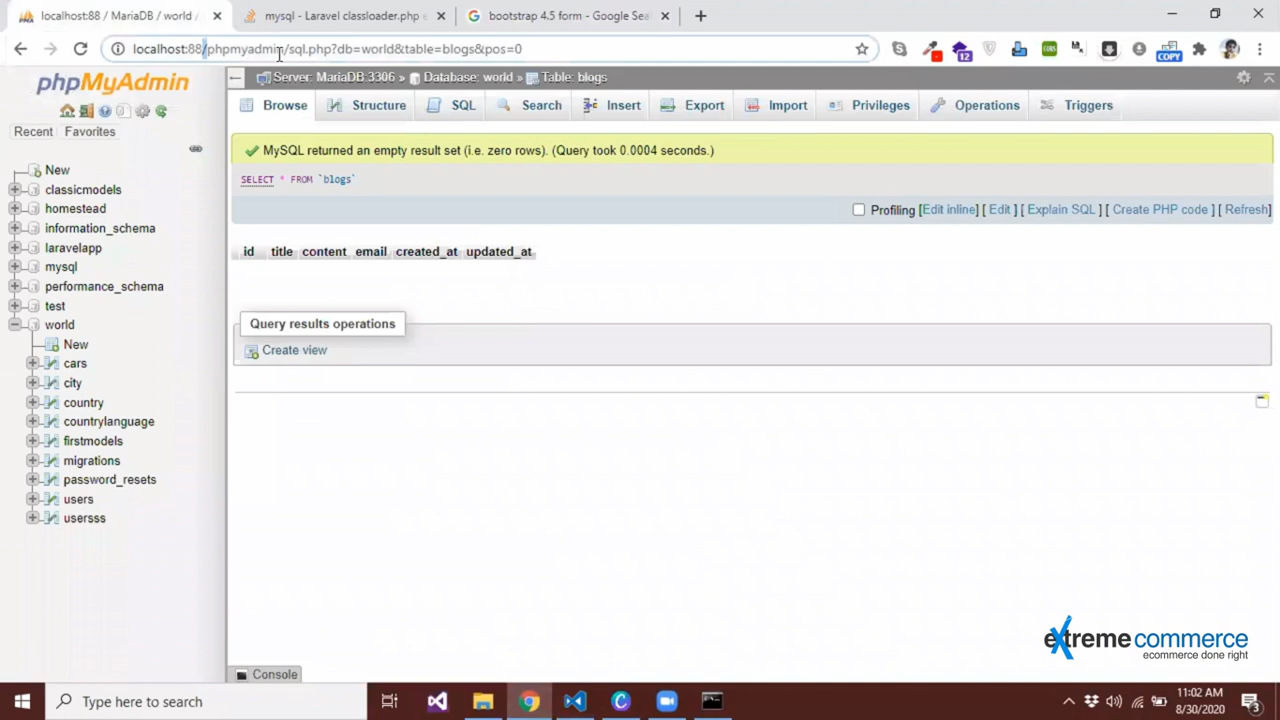 localhost:88 / MariaDB / world /
mysql - Laravel classloader.php e
bootstrap 4.5 form - Google Sea
localhost:88/phpmyadmin/sql.php?db=world&table=blogs&pos=0
12
COPY
phpMyAdmin
Recent Favorites
New
classicmodels
homestead
information_schema
laravelapp
mysql
performance_schema
test
world
New
cars
city
country
countrylanguage
firstmodels
migrations
password_resets
users
usersss
Server: MariaDB:3306 » Database: world » Table: blogs
Browse Structure SQL Search Insert Export Import Privileges Operations Triggers
MySQL returned an empty result set (i.e. zero rows). (Query took 0.0004 seconds.)
SELECT * FROM `blogs`
Profiling [Edit inline] [ Edit ] [ Explain SQL ] [ Create PHP code ] [ Refresh]
id title content email created_at updated_at
Query results operations
Create view
Console
extreme commerce
ecommerce done right
Type here to search
11:02 AM
8/30/2020
3